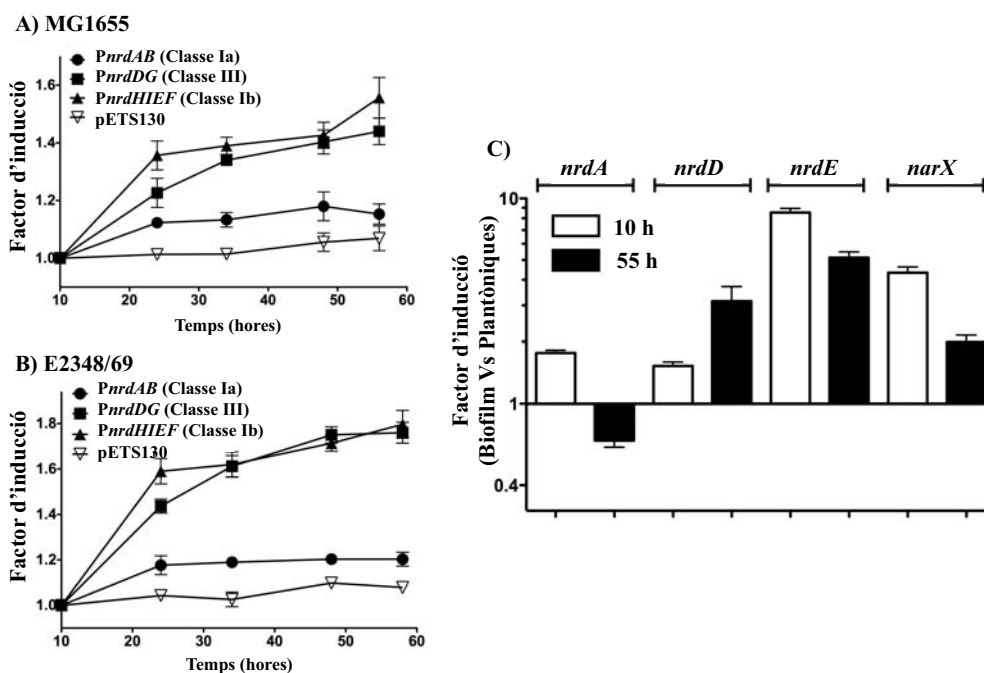 A) MG1655
PnrdAB (Classe Ia)
PnrdDG (Classe III)
PnrdHIEF (Classe Ib)
pETS130
Factor d'inducció
1.6
1.4
1.2
1.0
10 20 30 40 50 60
Temps (hores)
B) E2348/69
PnrdAB (Classe Ia)
PnrdDG (Classe III)
PnrdHIEF (Classe Ib)
pETS130
Factor d'inducció
1.8
1.6
1.4
1.2
1.0
10 20 30 40 50 60
Temps (hores)
C)
nrdA nrdD nrdE narX
10 h
55 h
Factor d'inducció
(Biofilm Vs Plantòniques)
10
1
0.4